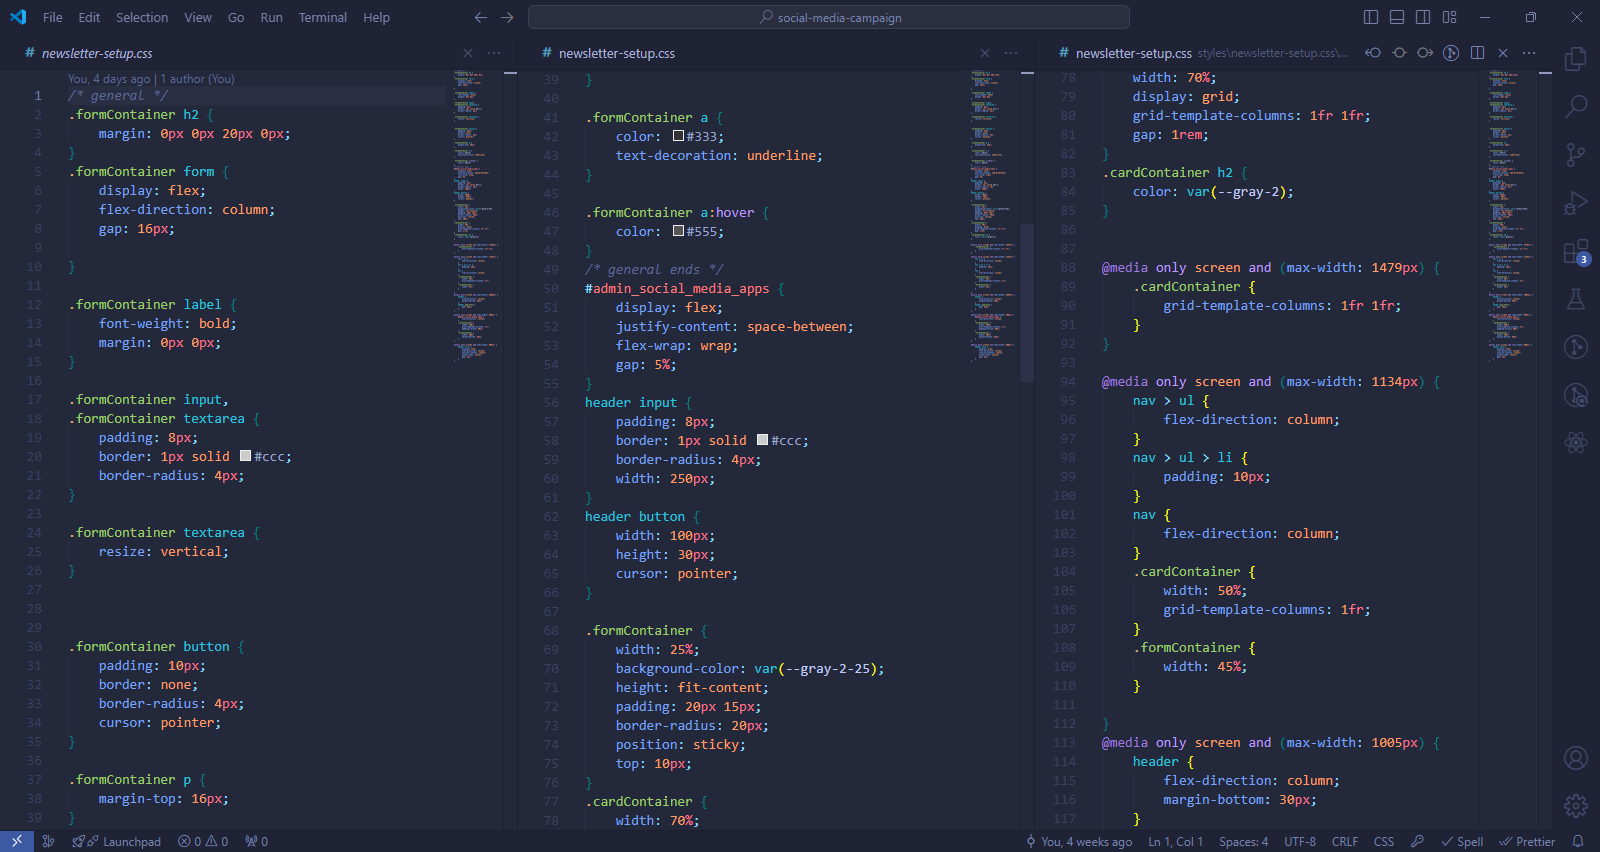 File Edit Selection View Go Run Terminal Help
social-media-campaign
# newsletter-setup.css
You, 4 days ago | 1 author (You)
1 /* general */
2 .formContainer h2 {
3 margin: 0px 0px 20px 0px;
4 }
5 .formContainer form {
6 display: flex;
7 flex-direction: column;
8 gap: 16px;
9
10 }
11
12 .formContainer label {
13 font-weight: bold;
14 margin: 0px 0px;
15 }
16
17 .formContainer input,
18 .formContainer textarea {
19 padding: 8px;
20 border: 1px solid #ccc;
21 border-radius: 4px;
22 }
23
24 .formContainer textarea {
25 resize: vertical;
26 }
27
28
29
30 .formContainer button {
31 padding: 10px;
32 border: none;
33 border-radius: 4px;
34 cursor: pointer;
35 }
36
37 .formContainer p {
38 margin-top: 16px;
39 }
# newsletter-setup.css
39 }
40
41 .formContainer a {
42 color: #333;
43 text-decoration: underline;
44 }
45
46 .formContainer a:hover {
47 color: #555;
48 }
49 /* general ends */
50 #admin_social_media_apps {
51 display: flex;
52 justify-content: space-between;
53 flex-wrap: wrap;
54 gap: 5%;
55 }
56 header input {
57 padding: 8px;
58 border: 1px solid #ccc;
59 border-radius: 4px;
60 width: 250px;
61 }
62 header button {
63 width: 100px;
64 height: 30px;
65 cursor: pointer;
66 }
67
68 .formContainer {
69 width: 25%;
70 background-color: var(--gray-2-25);
71 height: fit-content;
72 padding: 20px 15px;
73 border-radius: 20px;
74 position: sticky;
75 top: 10px;
76 }
77 .cardContainer {
78 width: 70%;
# newsletter-setup.css styles\newsletter-setup.css\...
78 width: 70%;
79 display: grid;
80 grid-template-columns: 1fr 1fr;
81 gap: 1rem;
82 }
83 .cardContainer h2 {
84 color: var(--gray-2);
85 }
86
87
88 @media only screen and (max-width: 1479px) {
89 .cardContainer {
90 grid-template-columns: 1fr 1fr;
91 }
92 }
93
94 @media only screen and (max-width: 1134px) {
95 nav > ul {
96 flex-direction: column;
97 }
98 nav > ul > li {
99 padding: 10px;
100 }
101 nav {
102 flex-direction: column;
103 }
104 .cardContainer {
105 width: 50%;
106 grid-template-columns: 1fr;
107 }
108 .formContainer {
109 width: 45%;
110 }
111
112 }
113 @media only screen and (max-width: 1005px) {
114 header {
115 flex-direction: column;
116 margin-bottom: 30px;
117 }
3
Launchpad 0 0 0 You, 4 weeks ago Ln 1, Col 1 Spaces: 4 UTF-8 CRLF CSS Spell Prettier